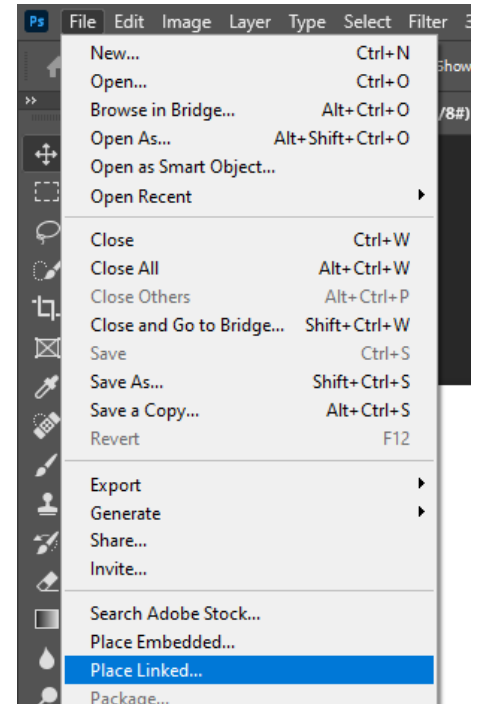 Ps File Edit Image Layer Type Select Filter 3
Show
/8#)
New... Ctrl+N
Open... Ctrl+O
Browse in Bridge... Alt+Ctrl+O
Open As... Alt+Shift+Ctrl+O
Open as Smart Object...
Open Recent
Close Ctrl+W
Close All Alt+Ctrl+W
Close Others Alt+Ctrl+P
Close and Go to Bridge... Shift+Ctrl+W
Save Ctrl+S
Save As... Shift+Ctrl+S
Save a Copy... Alt+Ctrl+S
Revert F12
Export
Generate
Share...
Invite...
Search Adobe Stock...
Place Embedded...
Place Linked...
Package...